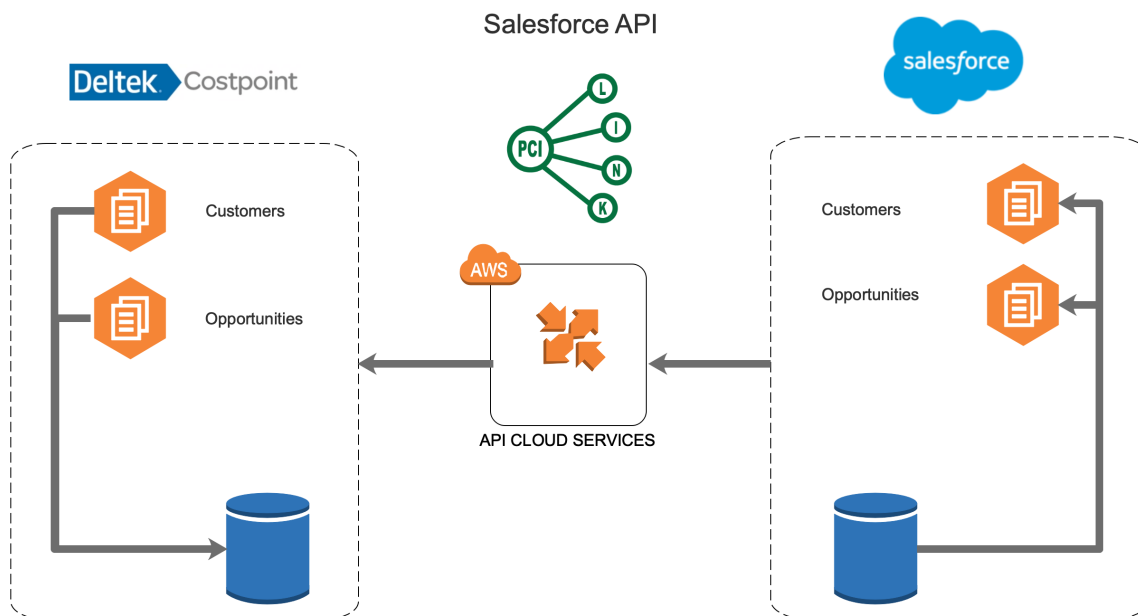 Salesforce API
Deltek. Costpoint
salesforce
L
I
PCI
N
K
Customers
Customers
Opportunities
Opportunities
AWS
API CLOUD SERVICES